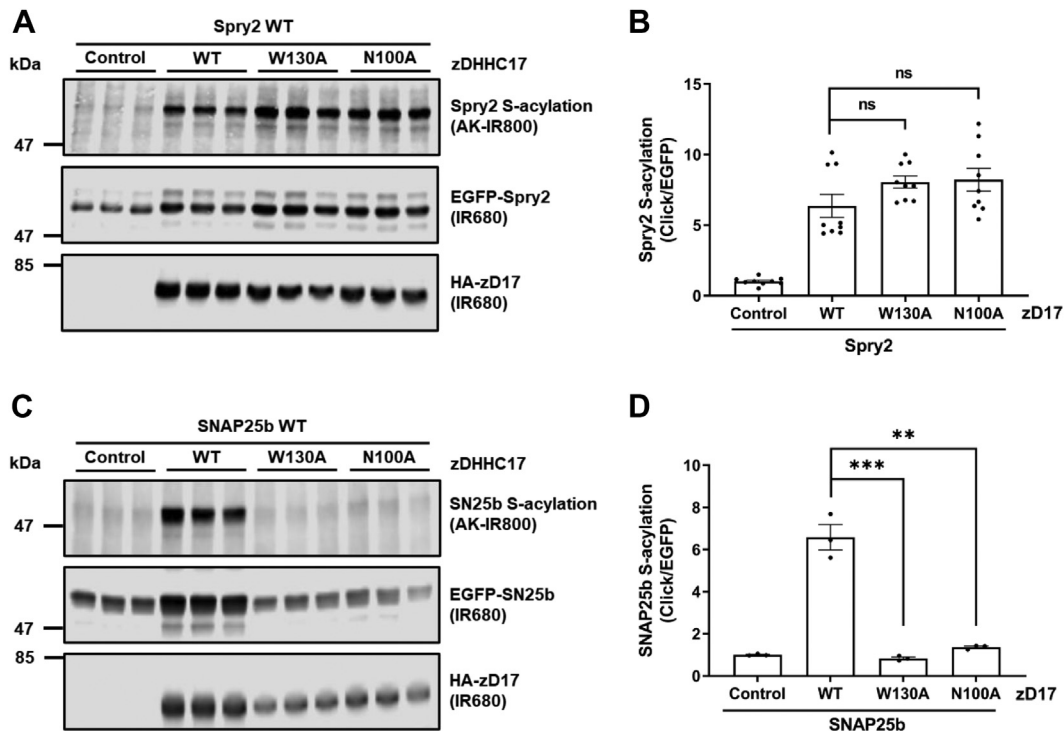 A
Spry2 WT
kDa
Control
WT
W130A
N100A
zDHHC17
Spry2 S-acylation
(AK-IR800)
47
EGFP-Spry2
(IR680)
47
85
HA-zD17
(IR680)
B
Spry2 S-acylation
(Click/EGFP)
15
10
5
0
ns
ns
Control
WT
W130A
N100A
zD17
Spry2
C
SNAP25b WT
kDa
Control
WT
W130A
N100A
zDHHC17
SN25b S-acylation
(AK-IR800)
47
EGFP-SN25b
(IR680)
47
85
HA-zD17
(IR680)
D
SNAP25b S-acylation
(Click/EGFP)
10
8
6
4
2
0
**
***
Control
WT
W130A
N100A
zD17
SNAP25b